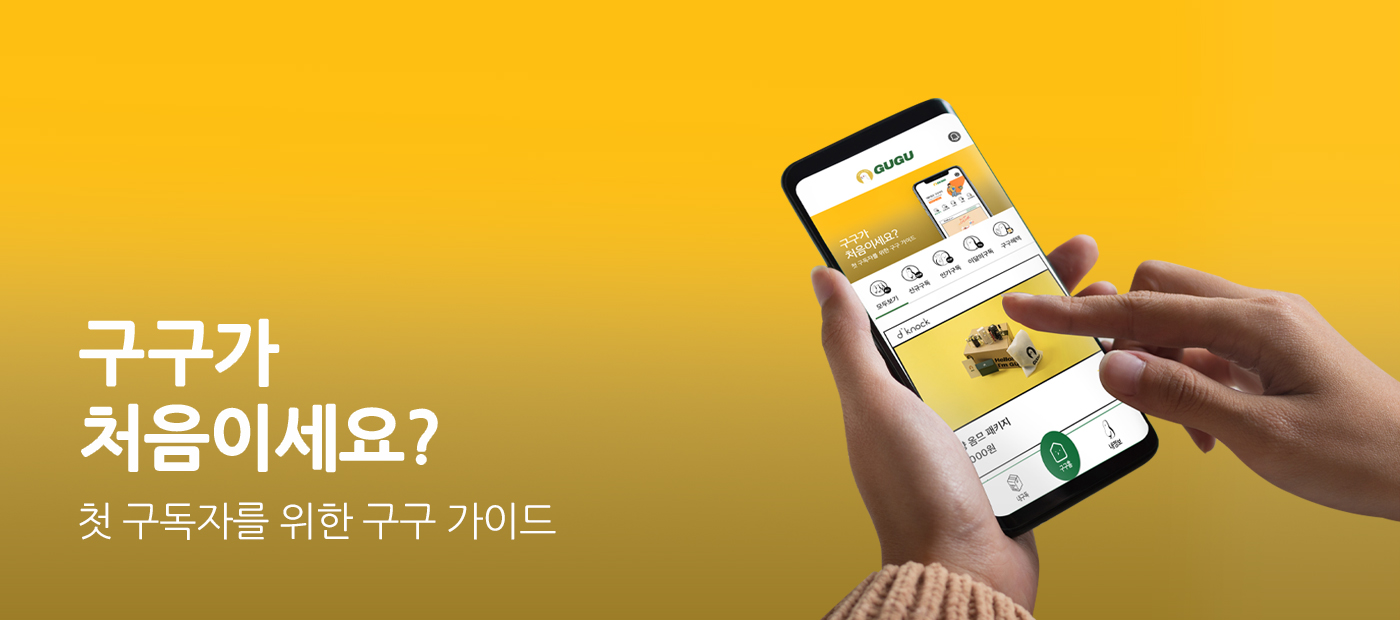 구구가
처음이세요?
첫 구독자를 위한 구구 가이드
GUGU
구구가
처음이세요?
첫 구독자를 위한 구구 가이드
모두보기 신규구독 인기구독 이달의구독 구구혜택
d'knock
Hello!
I'm Gu
옴므 패키지
000원
내구독 구구홈 내정보